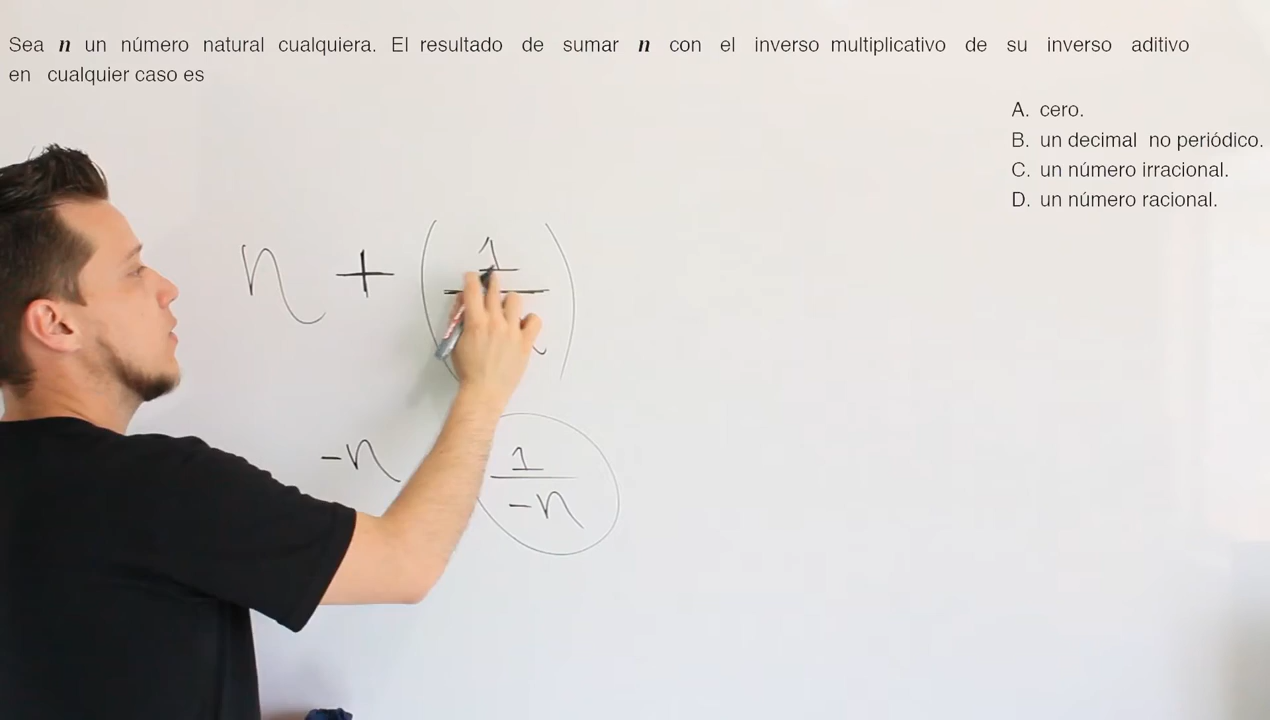 Sea n un número natural cualquiera. El resultado de sumar n con el inverso multiplicativo de su inverso aditivo
en cualquier caso es
A. cero.
B. un decimal no periódico.
C. un número irracional.
D. un número racional.
n + ( 1
-n
1
-n